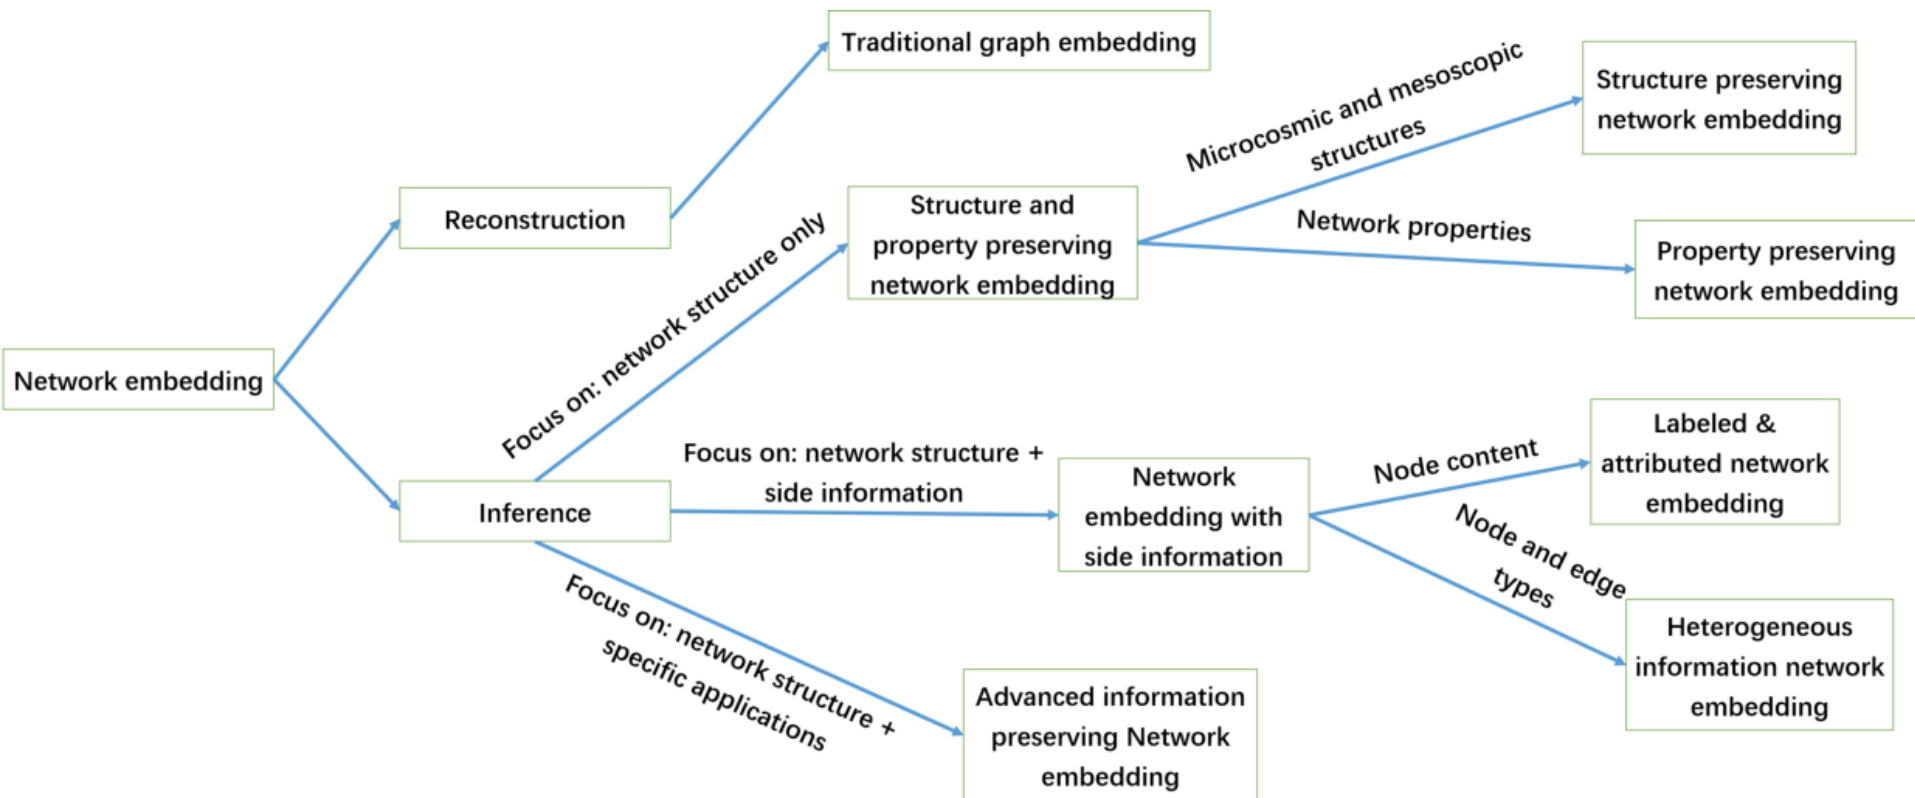 Traditional graph embedding
Microcosmic and mesoscopic
structures
Structure preserving
network embedding
Reconstruction
Focus on: network structure only
Structure and
property preserving
network embedding
Network properties
Property preserving
network embedding
Network embedding
Inference
Focus on: network structure +
side information
Network
embedding with
side information
Node content
Labeled &
attributed network
embedding
Node and edge
types
Heterogeneous
information network
embedding
Focus on: network structure +
specific applications
Advanced information
preserving Network
embedding